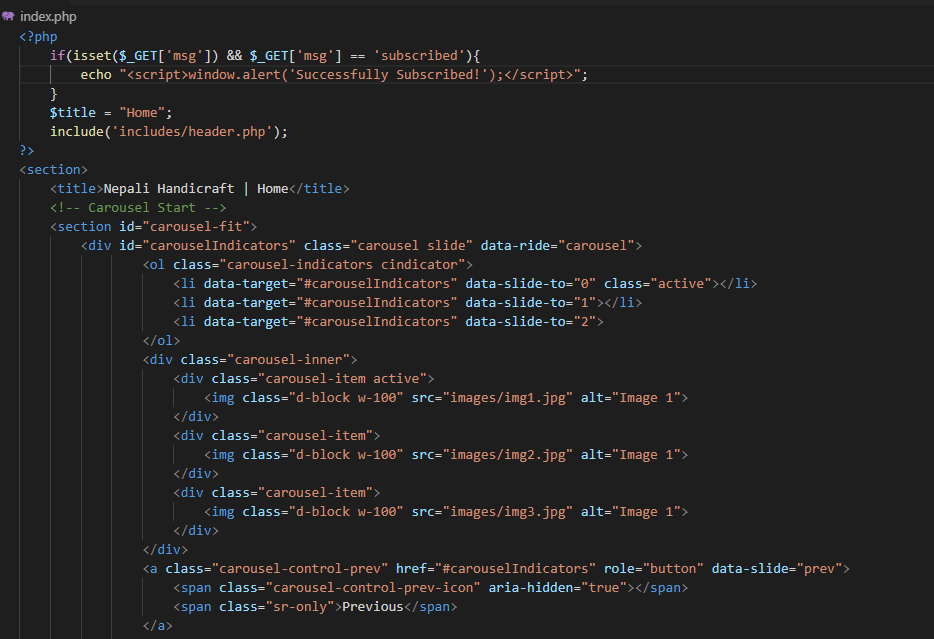 index.php
<?php
if(isset($_GET['msg']) && $_GET['msg'] == 'subscribed'){
echo "<script>window.alert('Successfully Subscribed!');</script>";
}
$title = "Home";
include('includes/header.php');
?>
<section>
<title>Nepali Handicraft | Home</title>
<!-- Carousel Start -->
<section id="carousel-fit">
<div id="carouselIndicators" class="carousel slide" data-ride="carousel">
<ol class="carousel-indicators cindicator">
<li data-target="#carouselIndicators" data-slide-to="0" class="active"></li>
<li data-target="#carouselIndicators" data-slide-to="1"></li>
<li data-target="#carouselIndicators" data-slide-to="2">
</ol>
<div class="carousel-inner">
<div class="carousel-item active">
<img class="d-block w-100" src="images/img1.jpg" alt="Image 1">
</div>
<div class="carousel-item">
<img class="d-block w-100" src="images/img2.jpg" alt="Image 1">
</div>
<div class="carousel-item">
<img class="d-block w-100" src="images/img3.jpg" alt="Image 1">
</div>
</div>
<a class="carousel-control-prev" href="#carouselIndicators" role="button" data-slide="prev">
<span class="carousel-control-prev-icon" aria-hidden="true"></span>
<span class="sr-only">Previous</span>
</a>